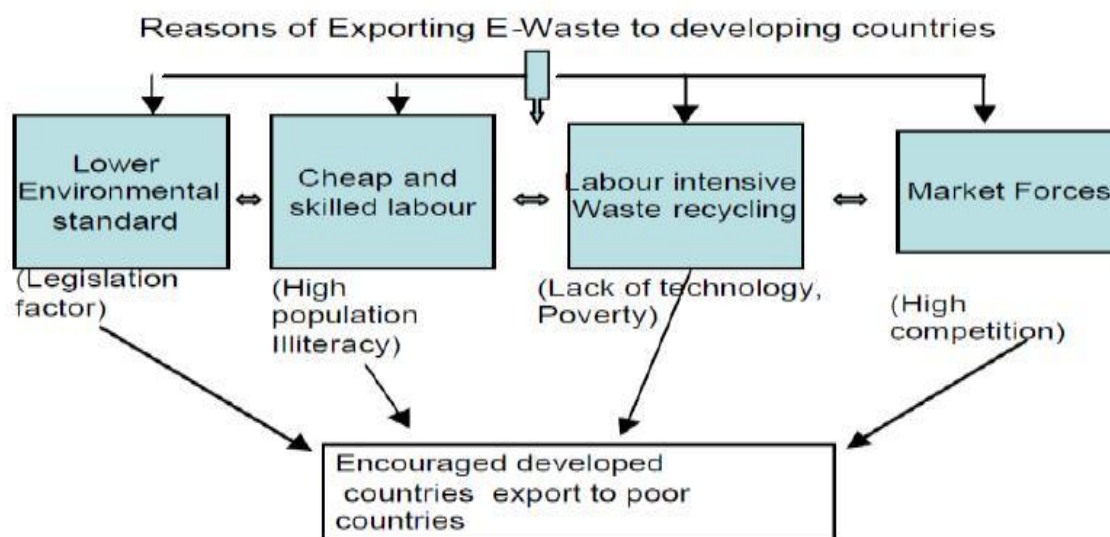 Reasons of Exporting E-Waste to developing countries
Lower
Environmental
standard
Cheap and
skilled labour
Labour intensive
Waste recycling
Market Forces
(Legislation
factor)
(High
population
Illiteracy)
(Lack of technology,
Poverty)
(High
competition)
Encouraged developed
countries export to poor
countries